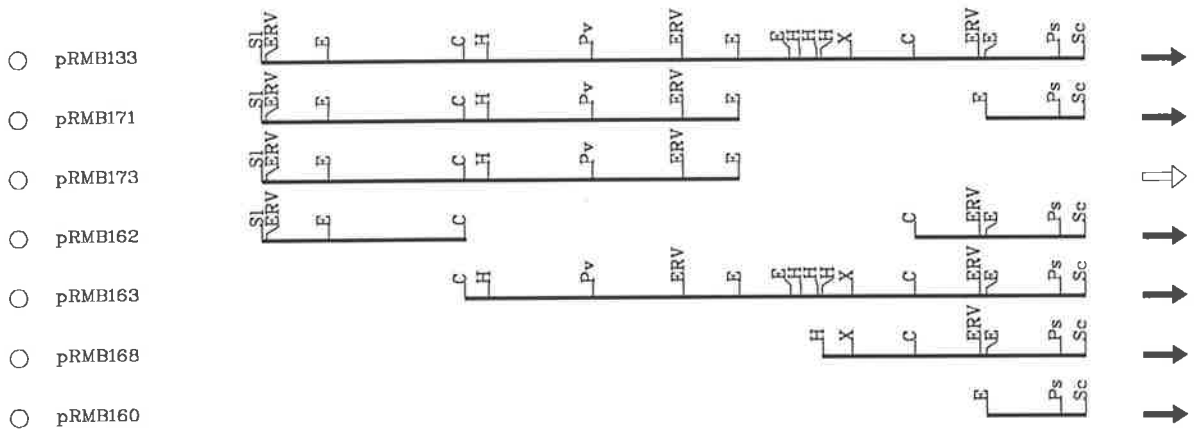 pRMB133 Sl ERV E C H Pv ERV E E H H H X C ERV E Ps Sc
pRMB171 Sl ERV E C H Pv ERV E E Ps Sc
pRMB173 Sl ERV E C H Pv ERV E
pRMB162 Sl ERV E C C ERV E Ps Sc
pRMB163 C H Pv ERV E E H H H X C ERV E Ps Sc
pRMB168 H X C ERV E Ps Sc
pRMB160 E Ps Sc